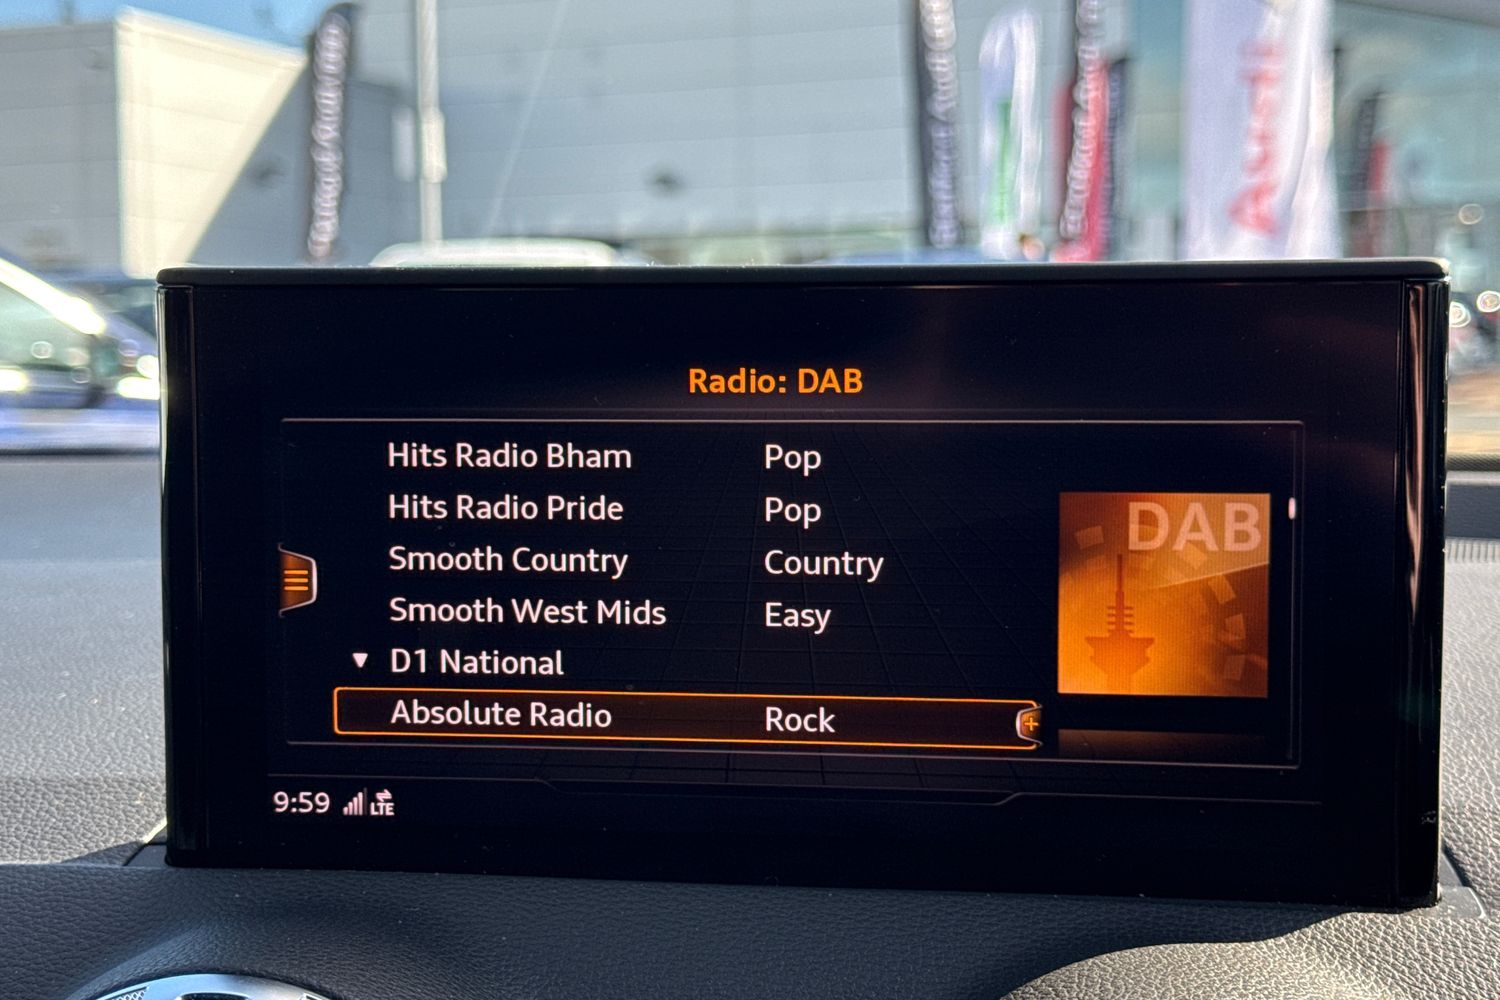 Audi
Radio: DAB
Hits Radio Bham Pop
Hits Radio Pride Pop
Smooth Country Country
Smooth West Mids Easy
D1 National
Absolute Radio Rock
DAB
9:59 LTE